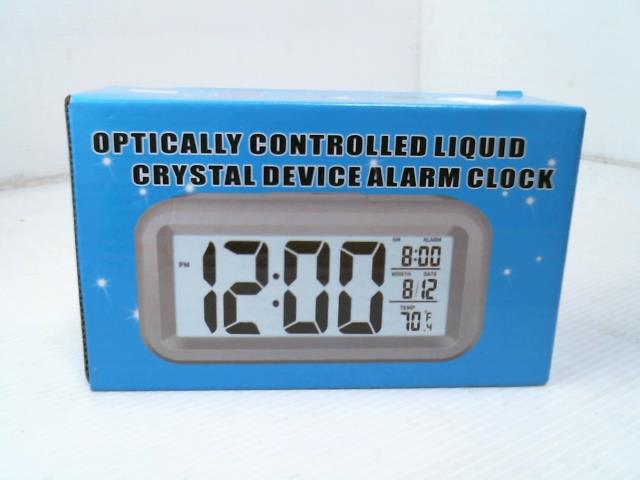 OPTICALLY CONTROLLED LIQUID
CRYSTAL DEVICE ALARM CLOCK
PM 12:00
AM ALARM
8:00
MONTH DATE
8/12
TEMP
70.4°F